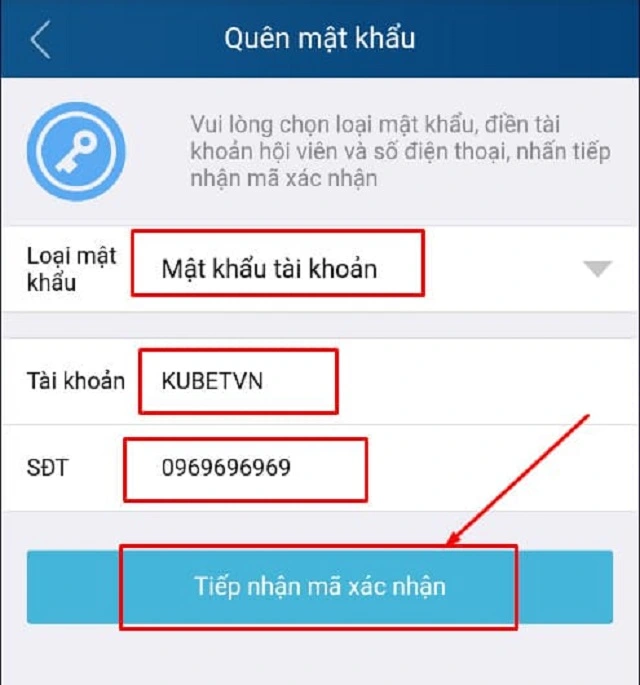 Quên mật khẩu
Vui lòng chọn loại mật khẩu, điền tài
khoản hội viên và số điện thoại, nhấn tiếp
nhận mã xác nhận
Loại mật
khẩu
Mật khẩu tài khoản
Tài khoản
KUBETVN
SĐT
0969696969
Tiếp nhận mã xác nhận